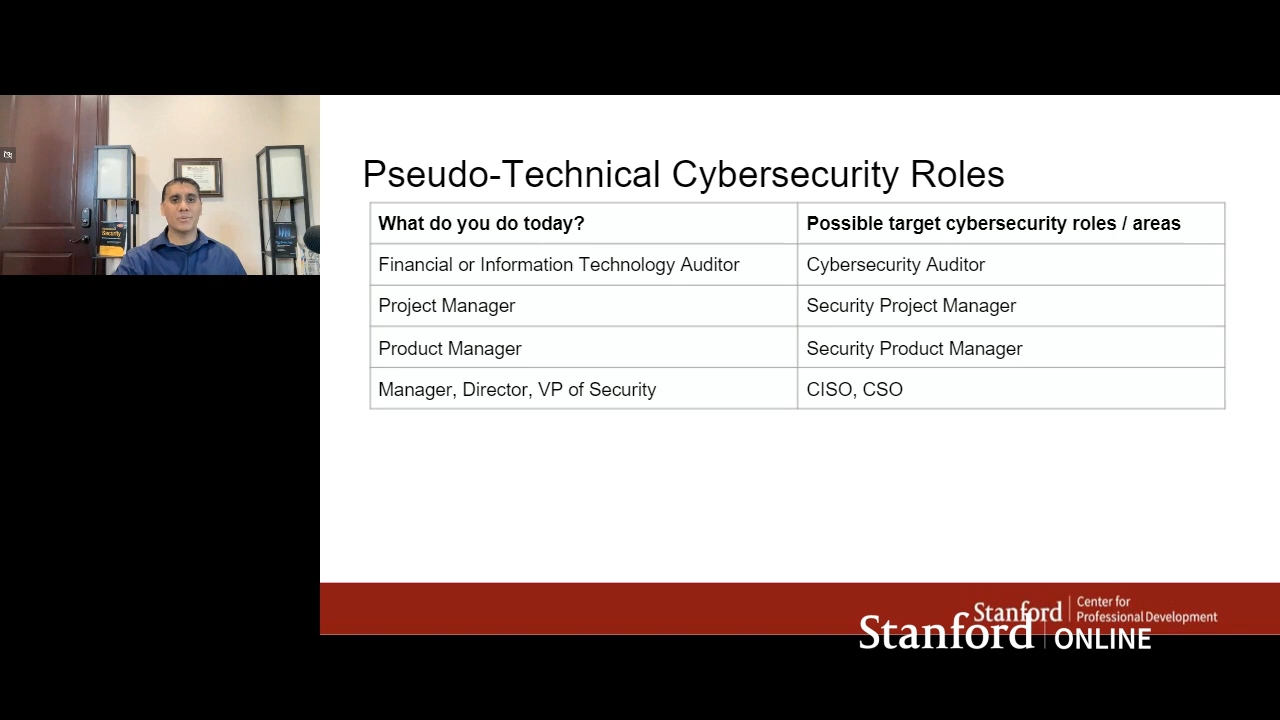 Pseudo-Technical Cybersecurity Roles
What do you do today? Possible target cybersecurity roles / areas
Financial or Information Technology Auditor Cybersecurity Auditor
Project Manager Security Project Manager
Product Manager Security Product Manager
Manager, Director, VP of Security CISO, CSO
Security
Stanford Center for
Professional Development
Stanford ONLINE